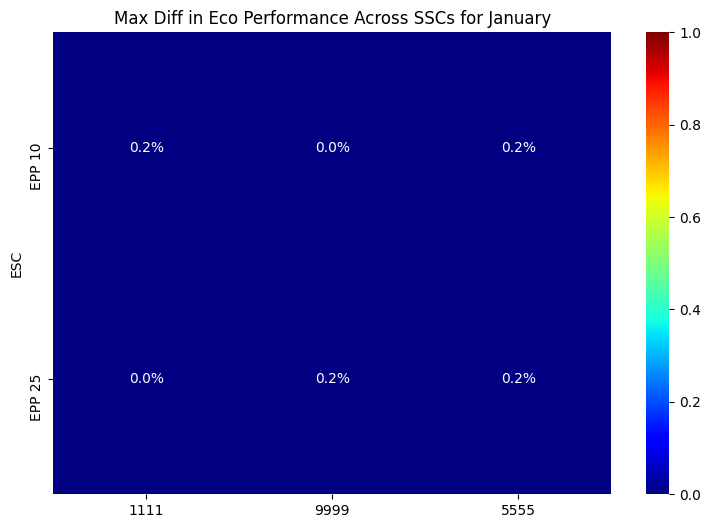 Max Diff in Eco Performance Across SSCs for January
1.0
0.8
0.6
0.4
0.2
0.0
ESC
EPP 10
0.2% 0.0% 0.2%
EPP 25
0.0% 0.2% 0.2%
1111 9999 5555